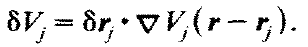 δV_j = δr_j · ∇ V_j(r − r_j).